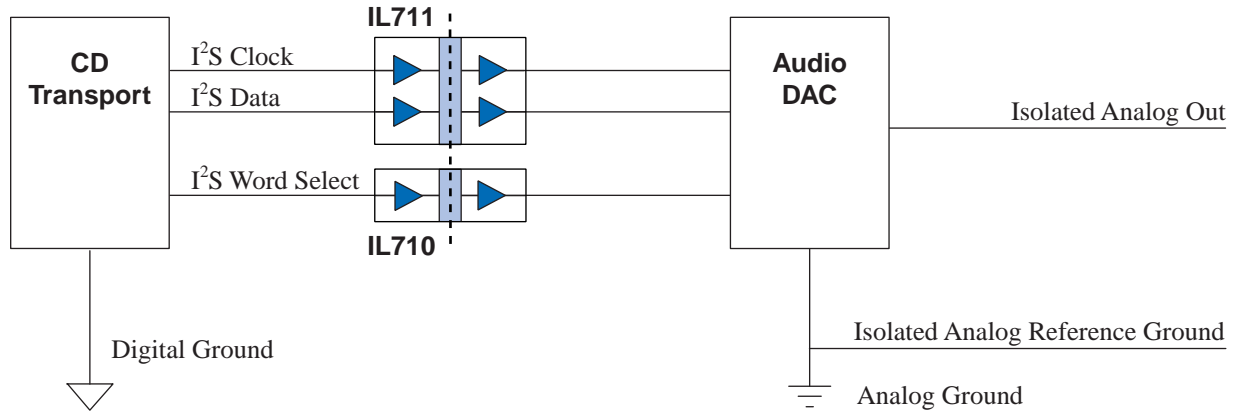 IL711
CD
Transport
I²S Clock
I²S Data
I²S Word Select
IL710
Audio
DAC
Isolated Analog Out
Digital Ground
Isolated Analog Reference Ground
Analog Ground